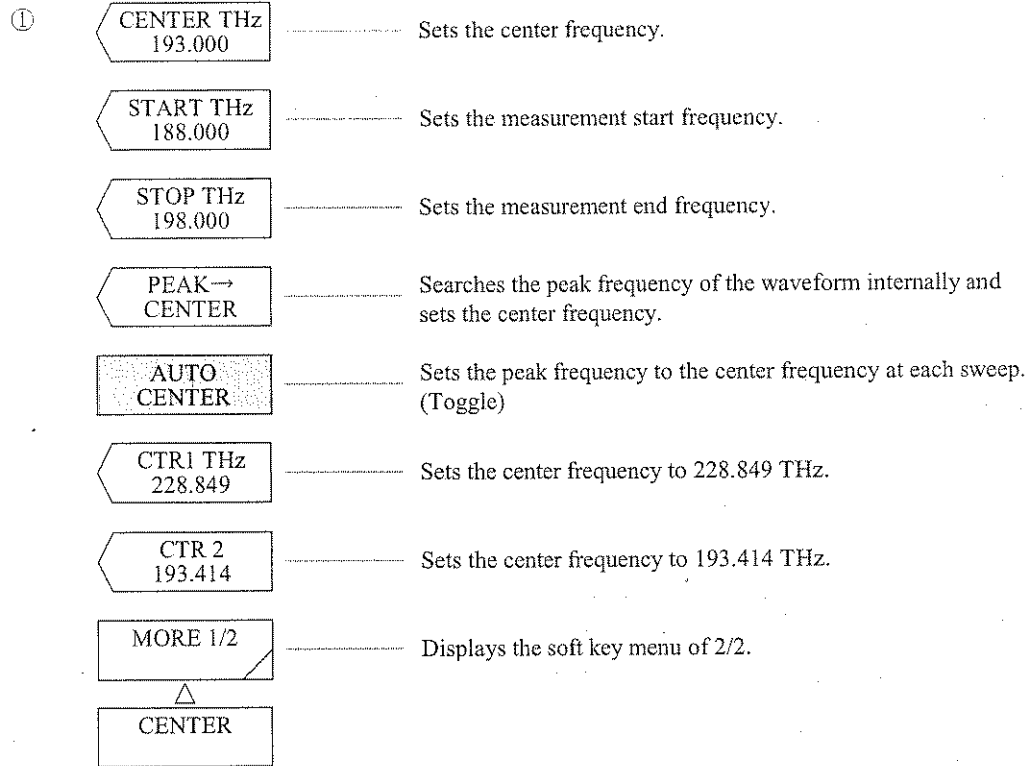 ①
CENTER THz
193.000
Sets the center frequency.
START THz
188.000
Sets the measurement start frequency.
STOP THz
198.000
Sets the measurement end frequency.
PEAK→
CENTER
Searches the peak frequency of the waveform internally and
sets the center frequency.
AUTO
CENTER
Sets the peak frequency to the center frequency at each sweep.
(Toggle)
CTR1 THz
228.849
Sets the center frequency to 228.849 THz.
CTR 2
193.414
Sets the center frequency to 193.414 THz.
MORE 1/2
Displays the soft key menu of 2/2.
CENTER